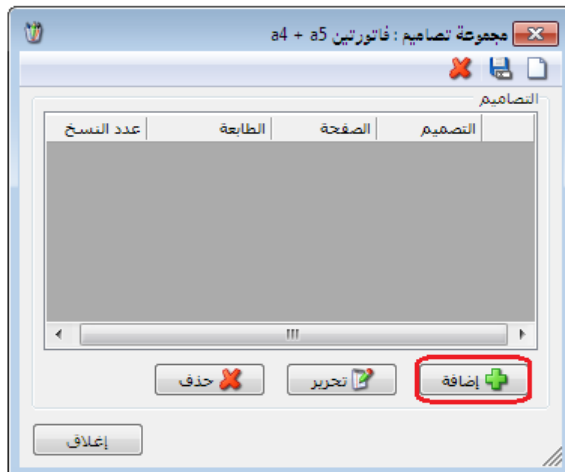 مجموعة تصاميم : فاتورتين a4 + a5
التصاميم
التصميم الصفحة الطابعة عدد النسخ
إضافة تحرير حذف
إغلاق